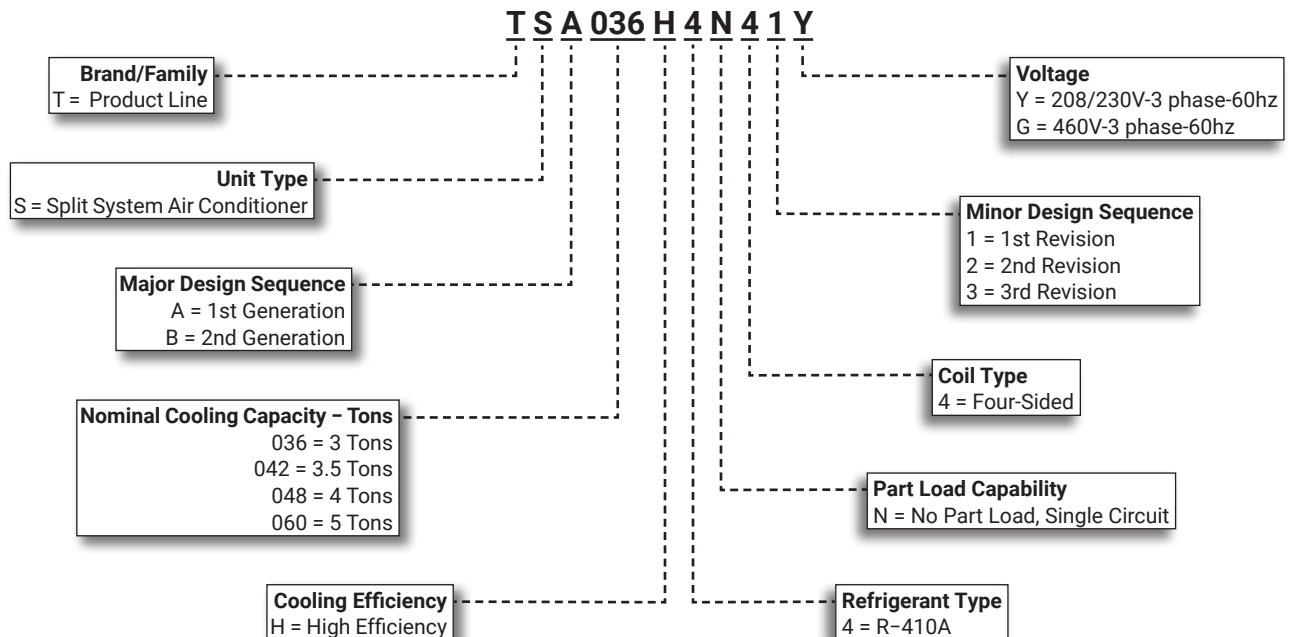 T S A 036 H 4 N 4 1 Y
Brand/Family
T = Product Line
Voltage
Y = 208/230V-3 phase-60hz
G = 460V-3 phase-60hz
Unit Type
S = Split System Air Conditioner
Minor Design Sequence
1 = 1st Revision
2 = 2nd Revision
3 = 3rd Revision
Major Design Sequence
A = 1st Generation
B = 2nd Generation
Coil Type
4 = Four-Sided
Nominal Cooling Capacity – Tons
036 = 3 Tons
042 = 3.5 Tons
048 = 4 Tons
060 = 5 Tons
Part Load Capability
N = No Part Load, Single Circuit
Cooling Efficiency
H = High Efficiency
Refrigerant Type
4 = R–410A